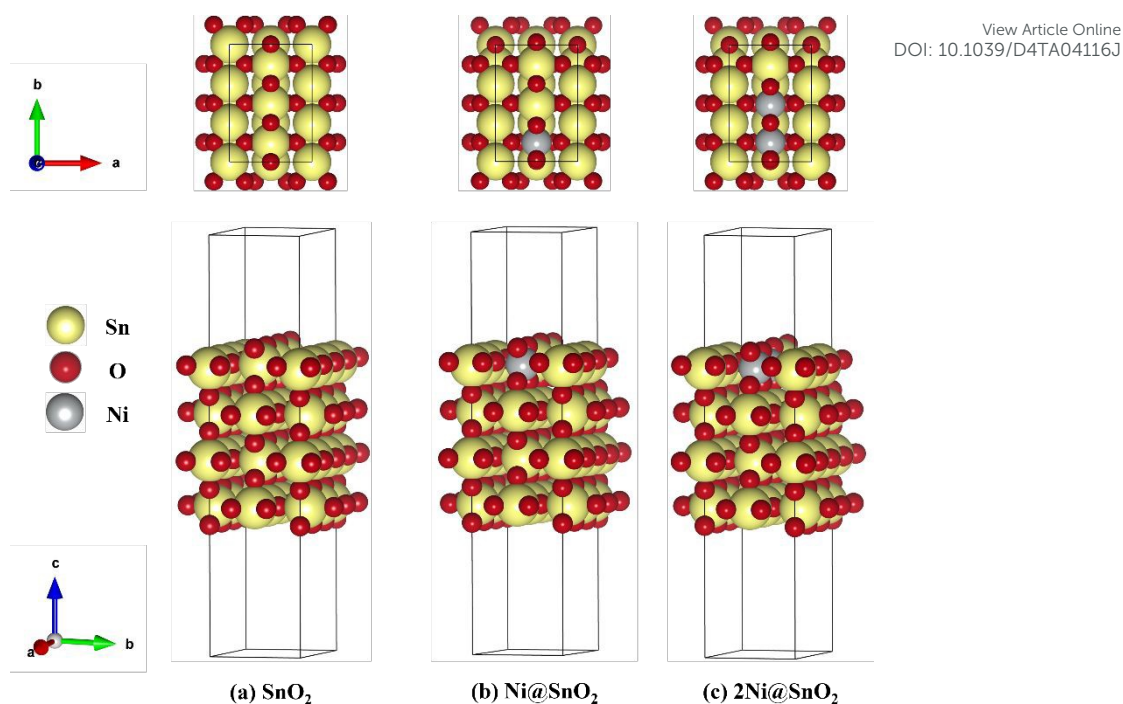 View Article Online
DOI: 10.1039/D4TA04116J
b
c
a
Sn
O
Ni
c
a
b
(a) SnO₂
(b) Ni@SnO₂
(c) 2Ni@SnO₂